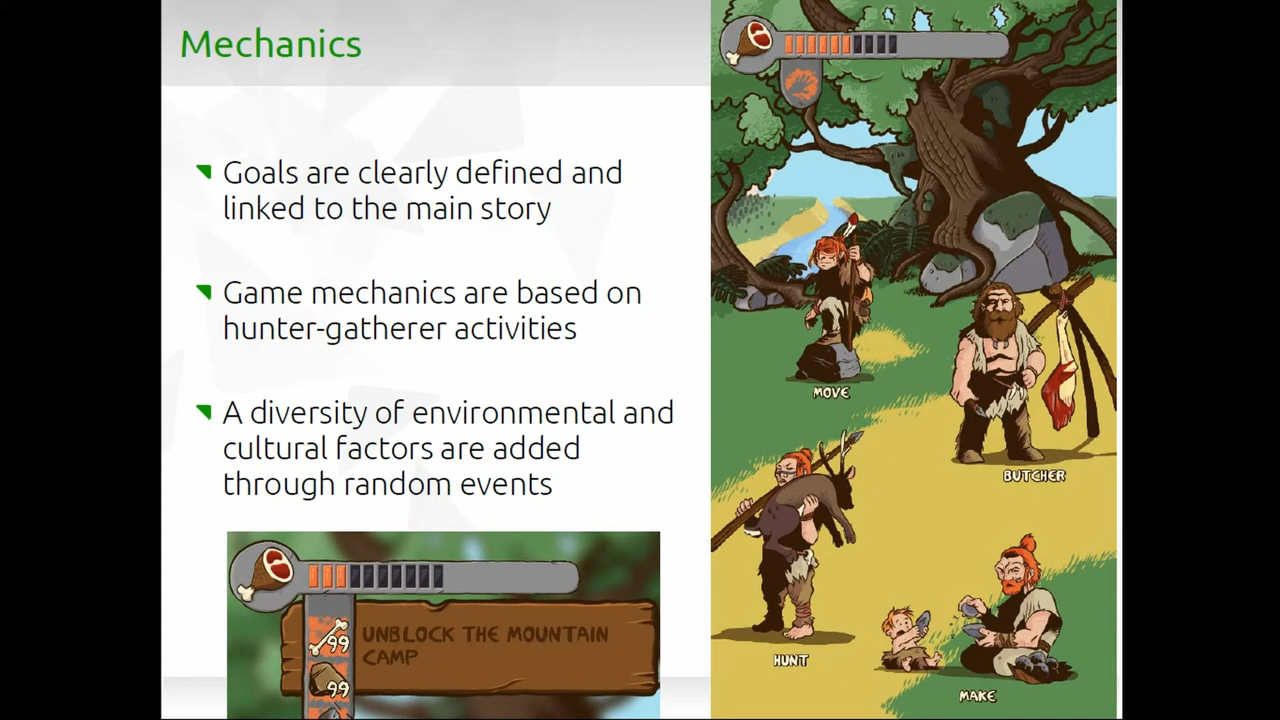 Mechanics
Goals are clearly defined and
linked to the main story
Game mechanics are based on
hunter-gatherer activities
A diversity of environmental and
cultural factors are added
through random events
UNBLOCK THE MOUNTAIN
CAMP
99
99
MOVE
BUTCHER
HUNT
MAKE